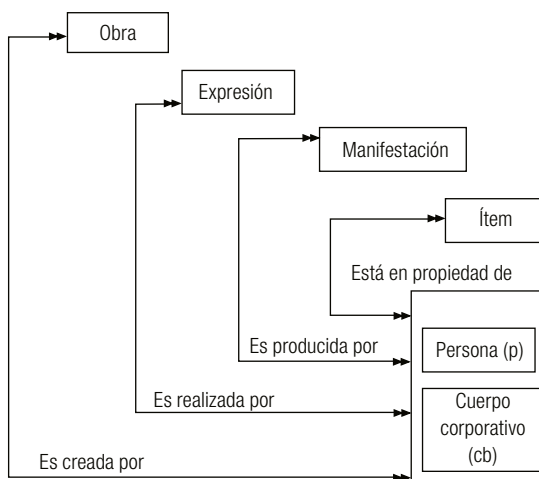 Obra
Expresión
Manifestación
Ítem
Está en propiedad de
Es producida por
Persona (p)
Es realizada por
Cuerpo
corporativo
(cb)
Es creada por